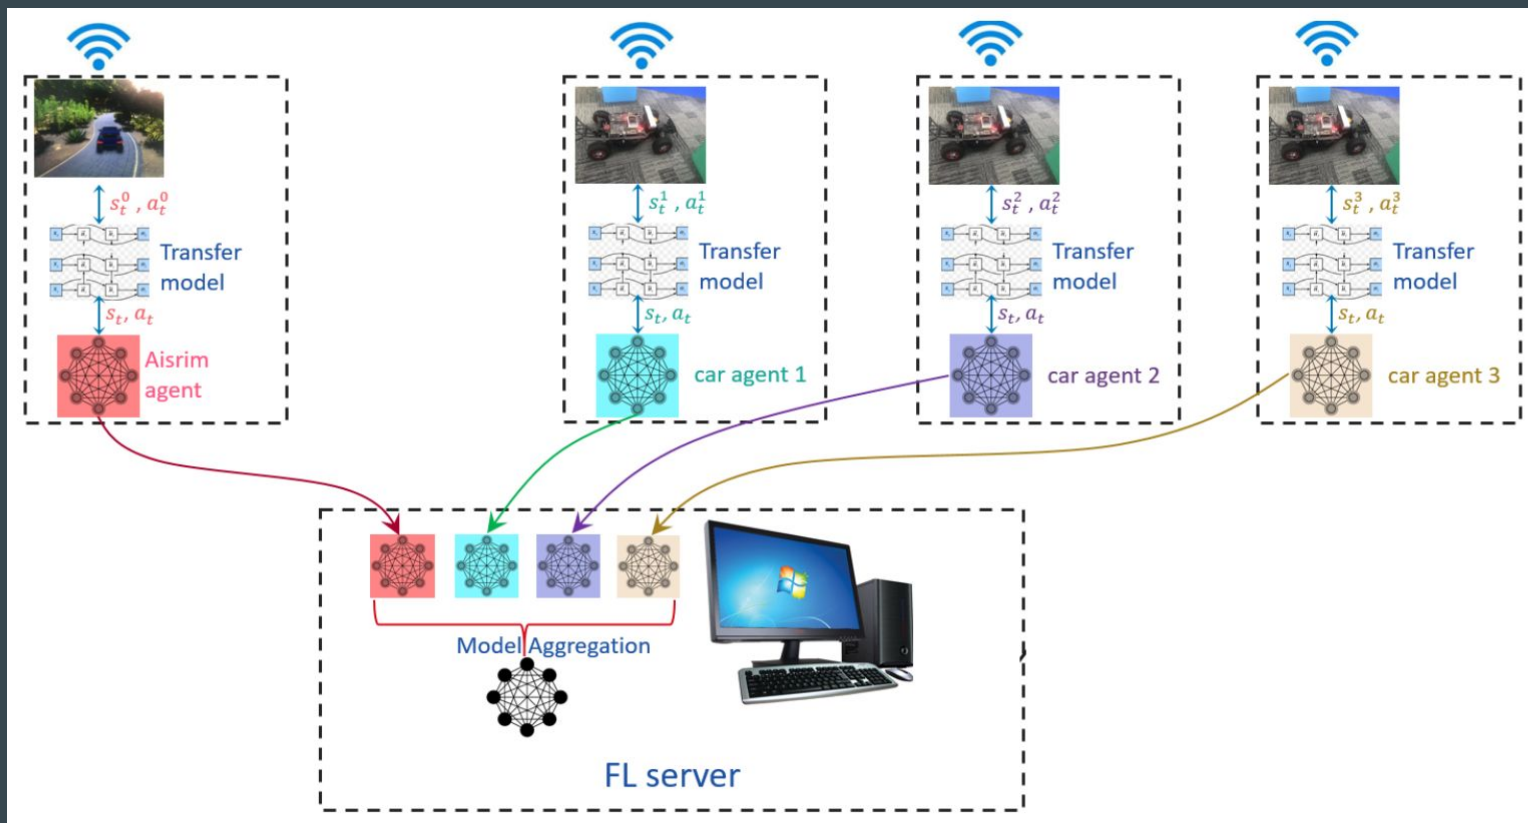 s_t^0 , a_t^0
s_t^1 , a_t^1
s_t^2 , a_t^2
s_t^3 , a_t^3
Transfer
model
Transfer
model
Transfer
model
Transfer
model
s_t, a_t
s_t, a_t
s_t, a_t
s_t, a_t
Aisrim
agent
car agent 1
car agent 2
car agent 3
Model Aggregation
FL server